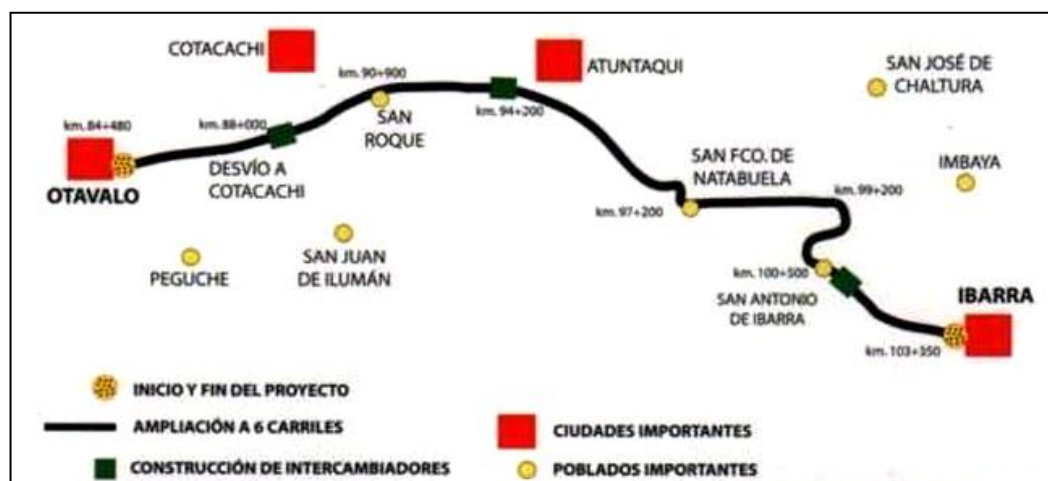 COTACACHI
ATUNTAQUI
SAN JOSÉ DE
CHALTURA
km. 90+900
km. 94+200
SAN
ROQUE
km. 84+480
km. 88+000
OTAVALO
DESVÍO A
COTACACHI
SAN FCO. DE
NATABUELA
IMBAYA
km. 97+200
km. 99+200
PEGUCHE
SAN JUAN
DE ILUMÁN
km. 100+500
SAN ANTONIO
DE IBARRA
IBARRA
km. 103+350
INICIO Y FIN DEL PROYECTO
AMPLIACIÓN A 6 CARRILES
CONSTRUCCIÓN DE INTERCAMBIADORES
CIUDADES IMPORTANTES
POBLADOS IMPORTANTES